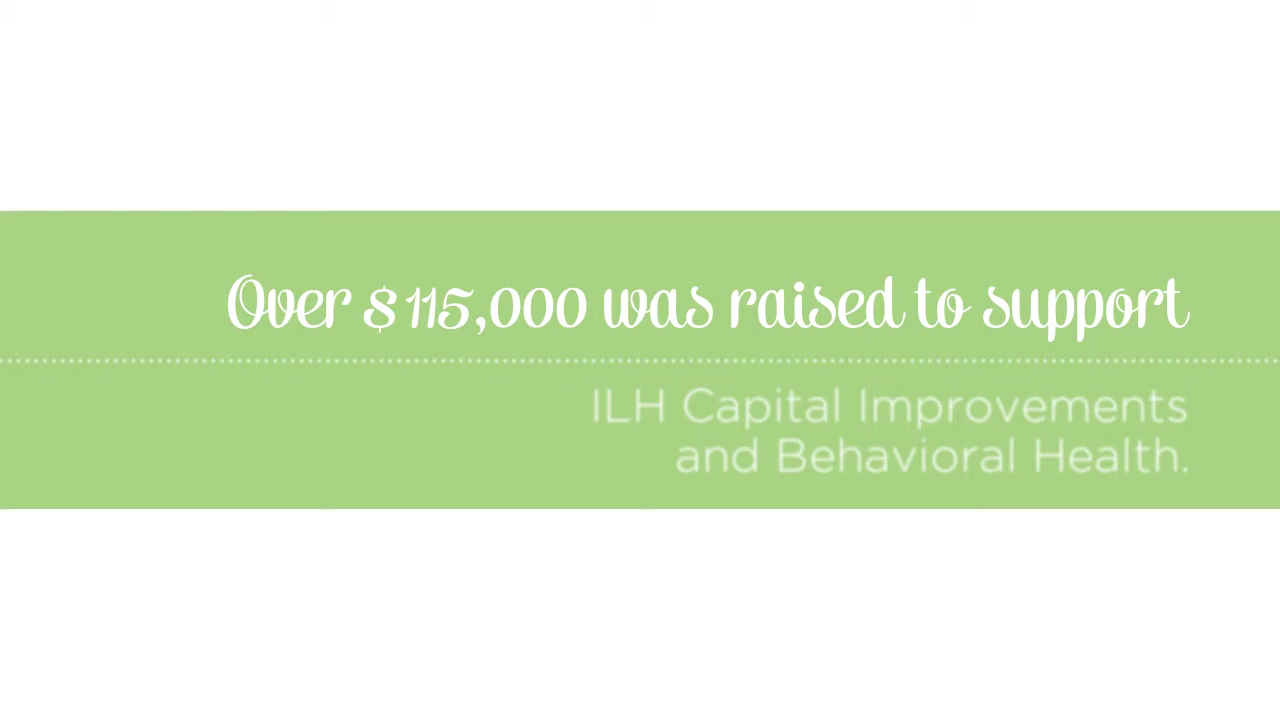 Over $115,000 was raised to support
ILH Capital Improvements
and Behavioral Health.